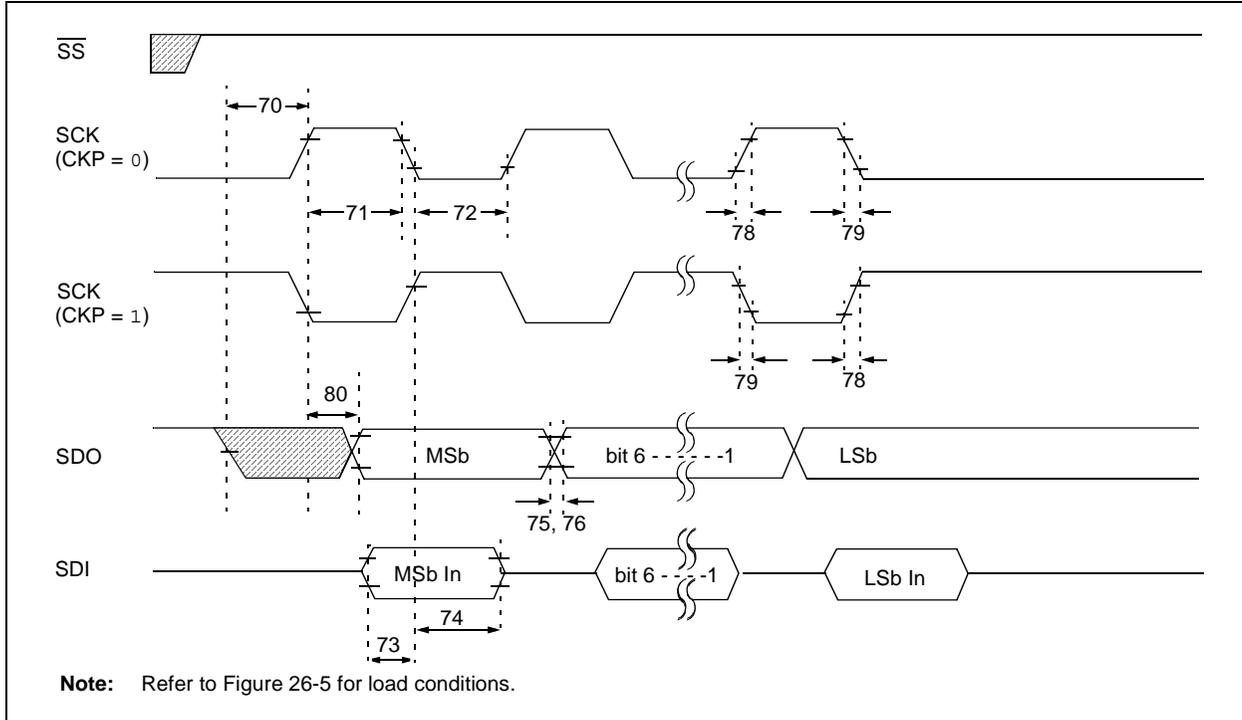 SS
70
SCK
(CKP = 0)
71
72
78
79
SCK
(CKP = 1)
79
78
80
SDO
MSb
bit 6 - - - - - -1
LSb
75, 76
SDI
MSb In
bit 6 - - - - -1
LSb In
74
73
Note: Refer to Figure 26-5 for load conditions.